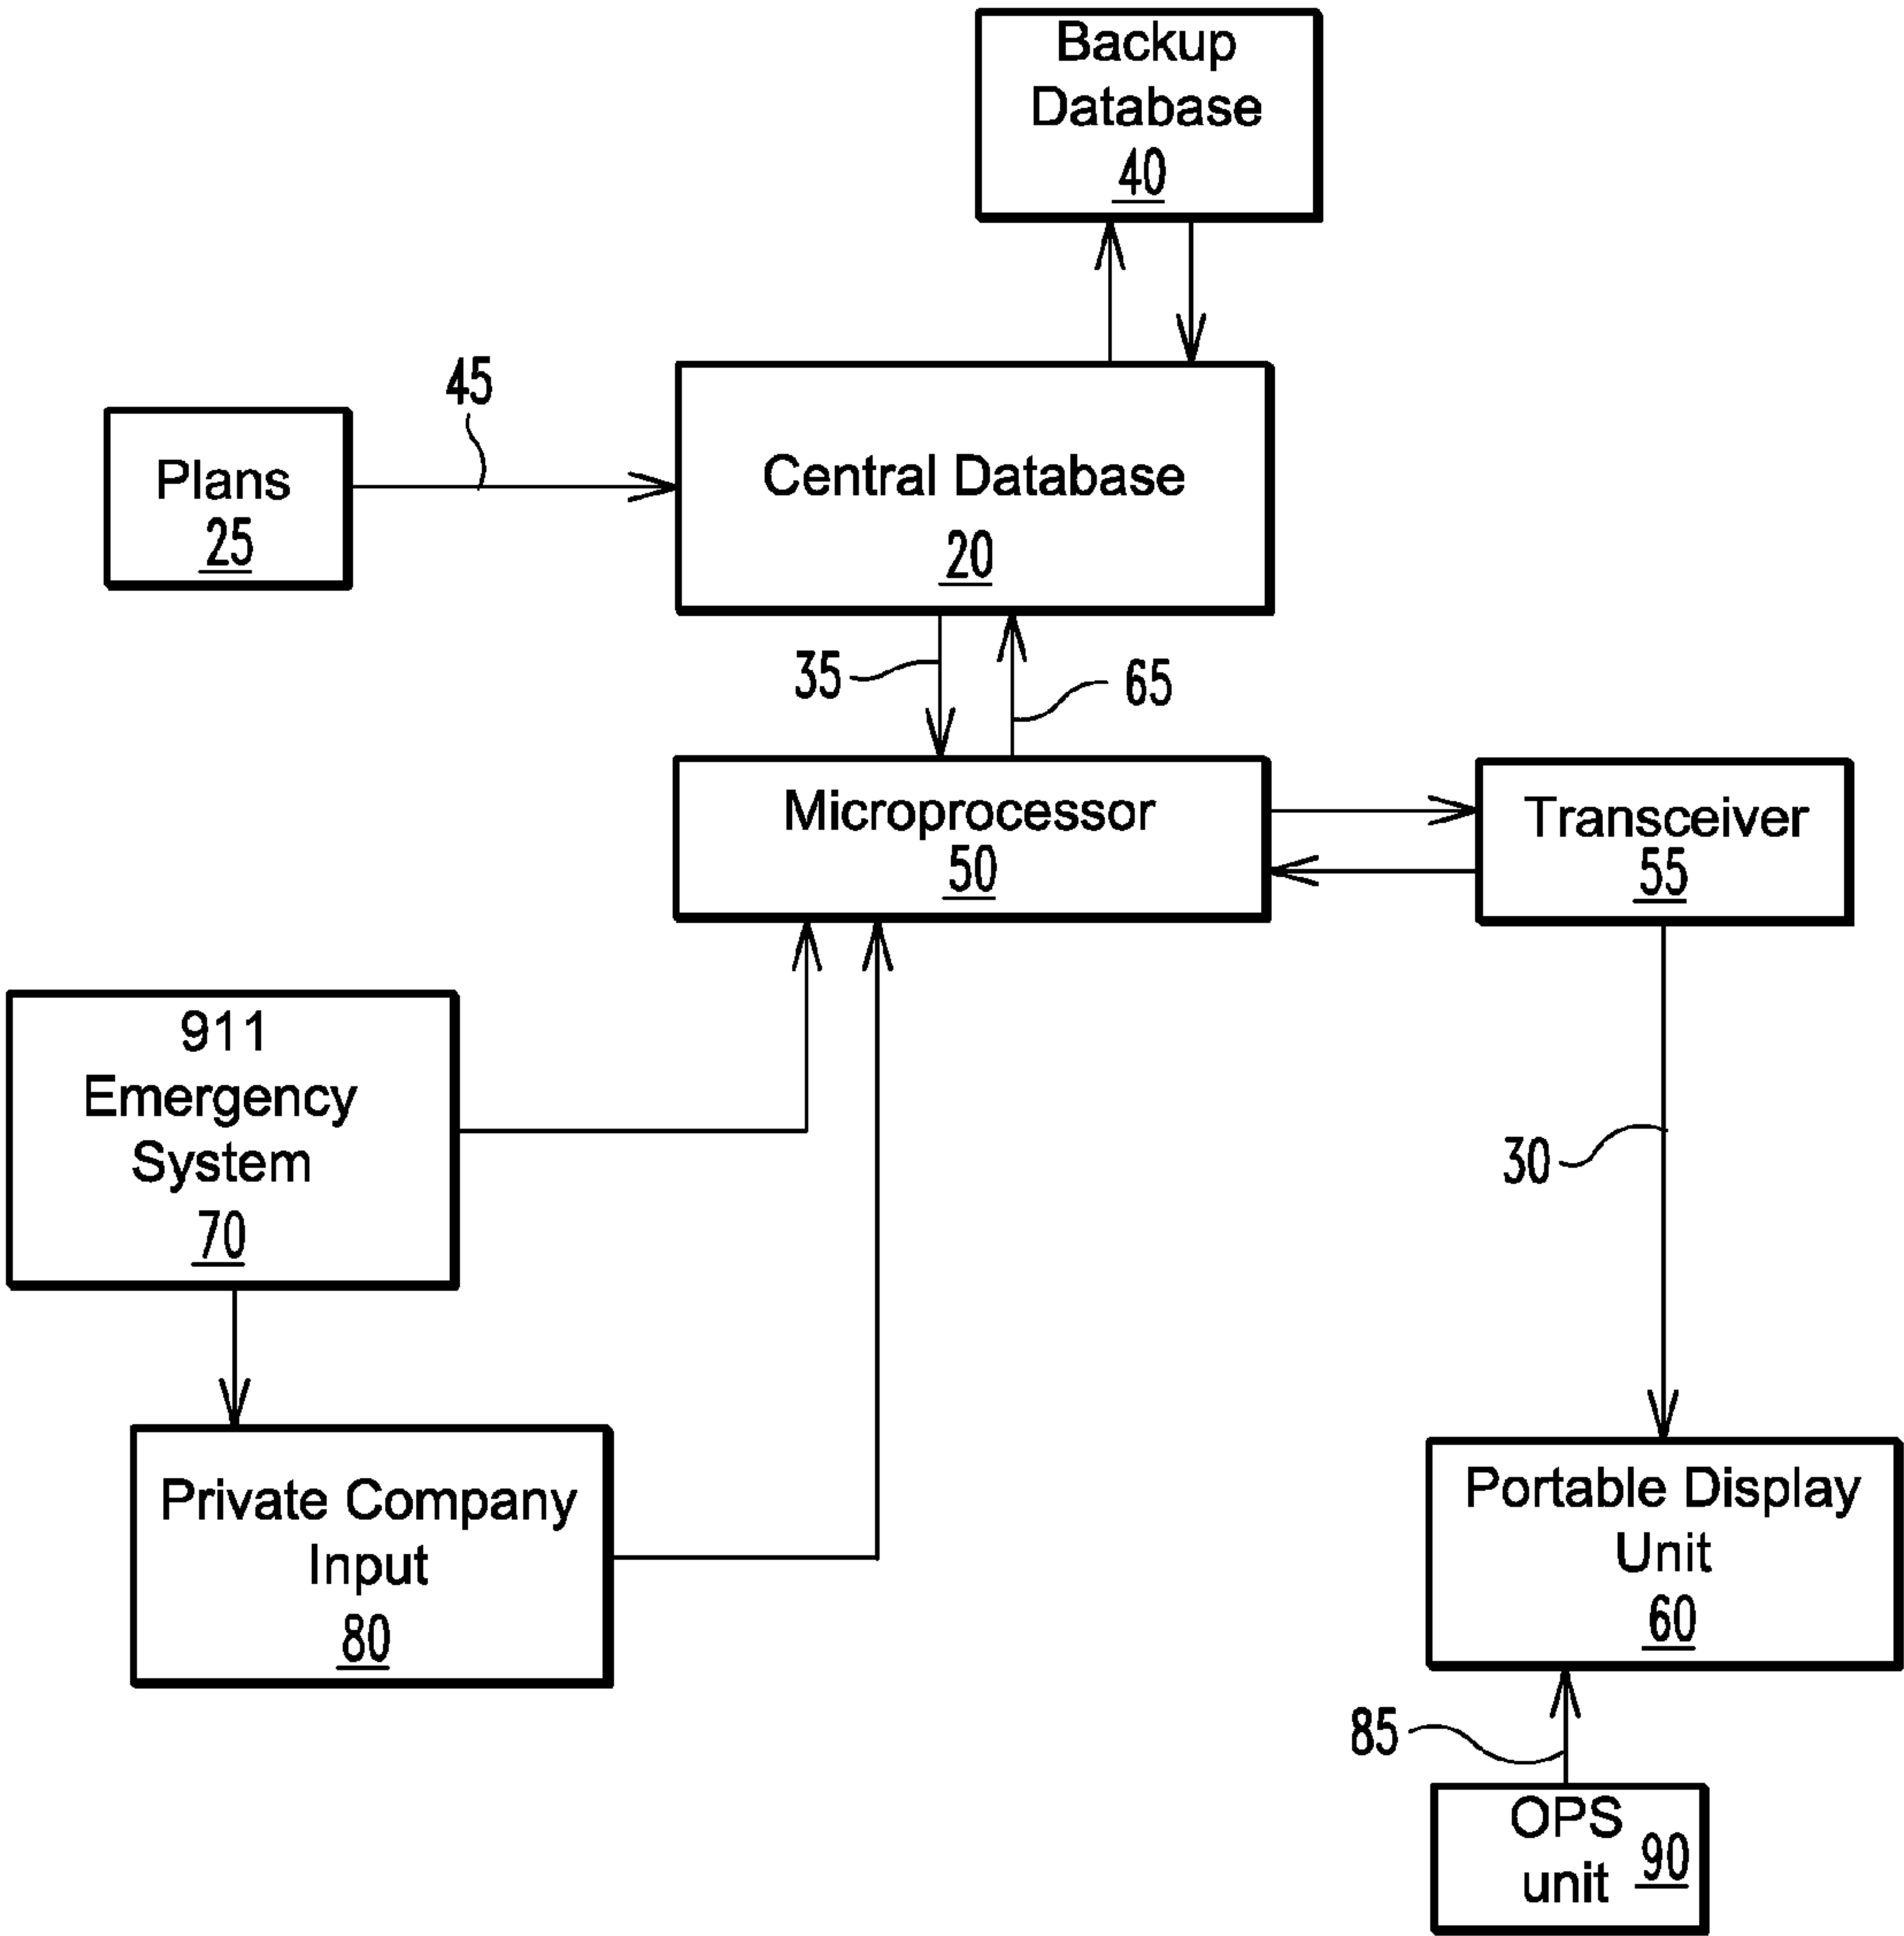 Backup
Database
40
45
Plans
25
Central Database
20
35
65
Microprocessor
50
Transceiver
55
911
Emergency
System
70
30
Private Company
Input
80
Portable Display
Unit
60
85
OPS
unit
90